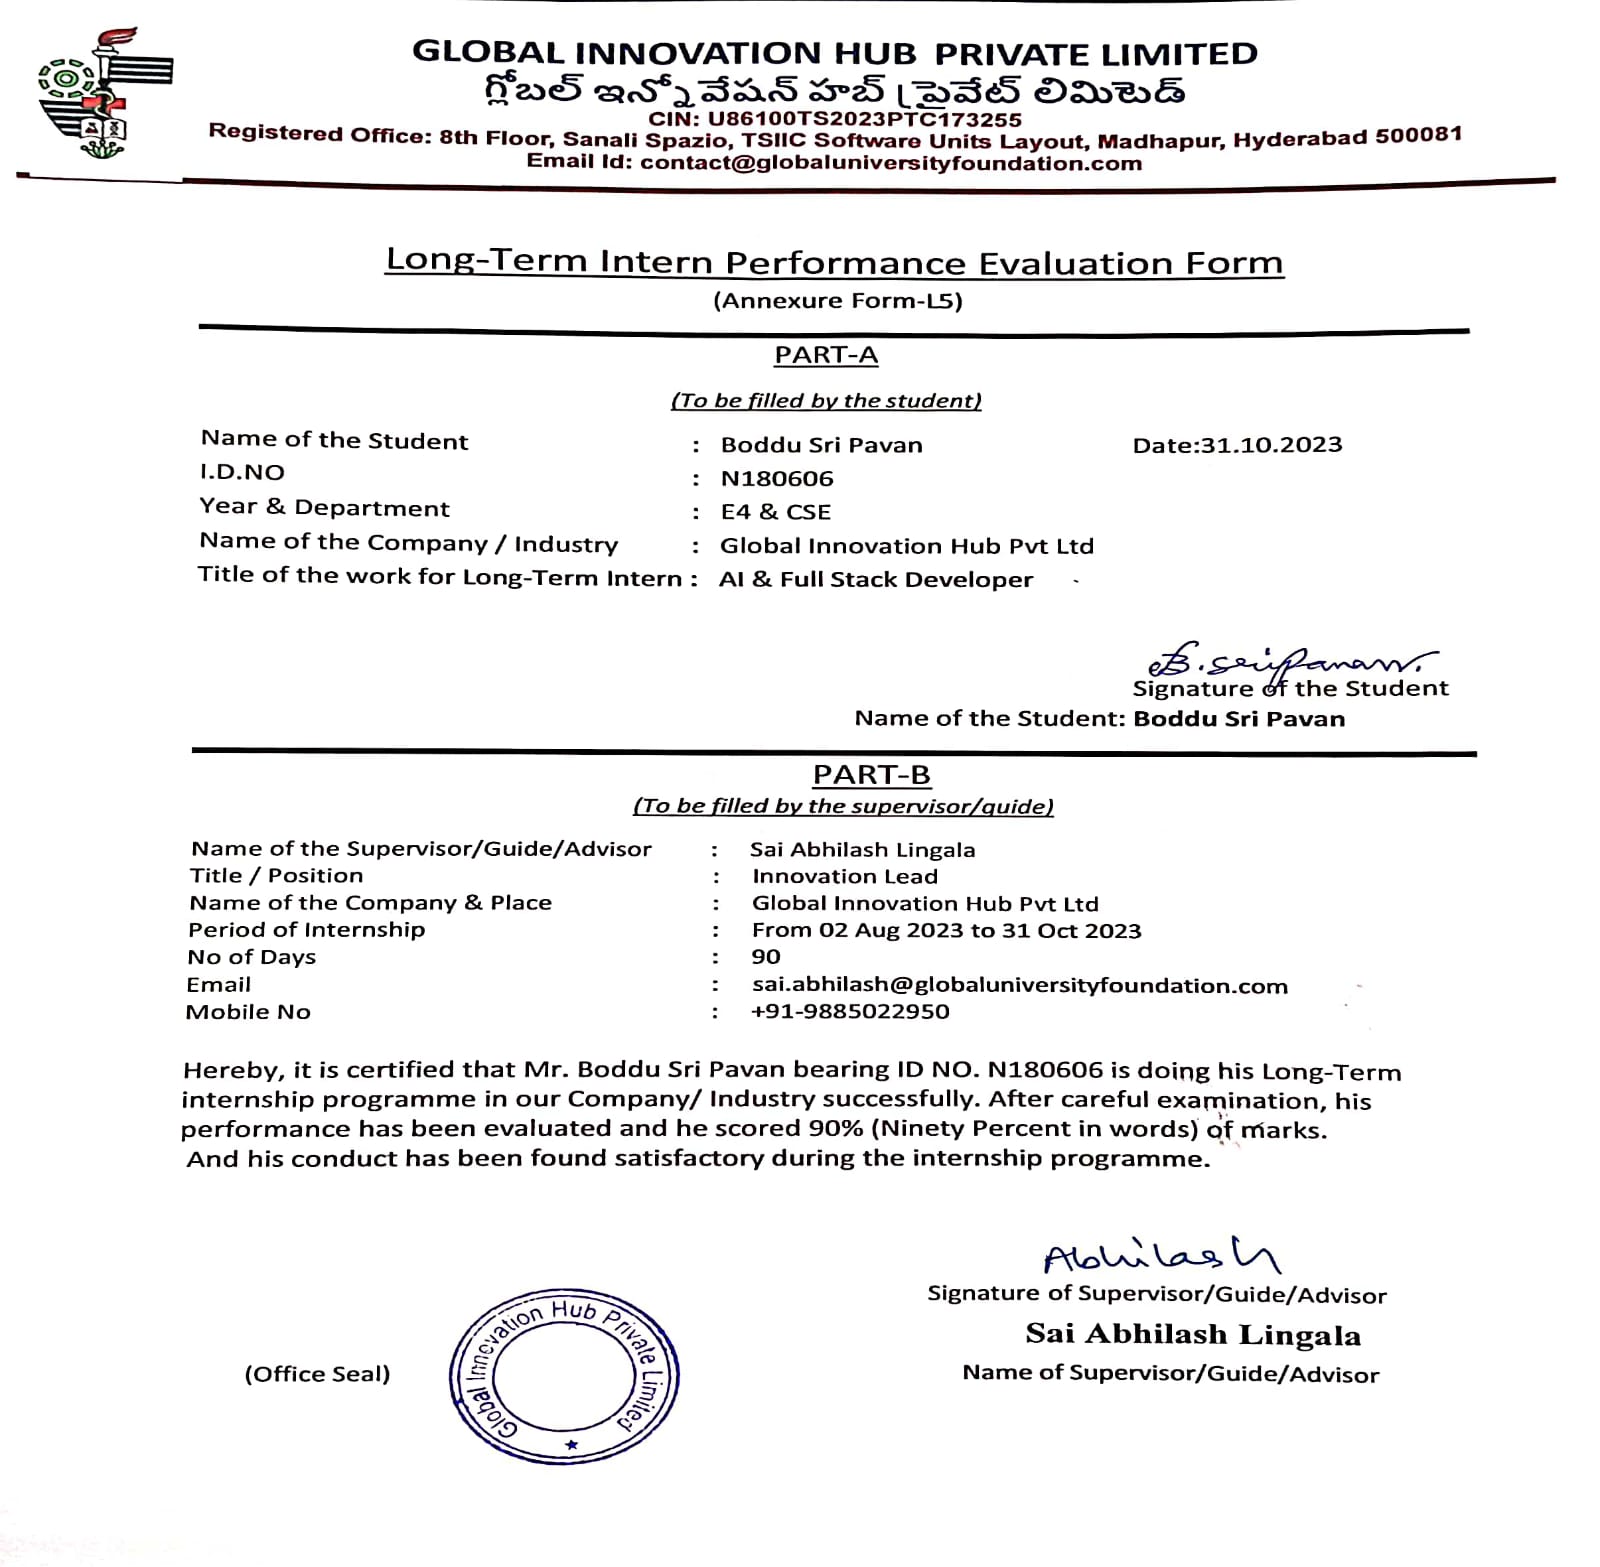 GLOBAL INNOVATION HUB PRIVATE LIMITED
గ్లోబల్ ఇన్నోవేషన్ హబ్ ప్రైవేట్ లిమిటెడ్
CIN: U86100TS2023PTC173255
Registered Office: 8th Floor, Sanali Spazio, TSIIC Software Units Layout, Madhapur, Hyderabad 500081
Email Id: contact@globaluniversityfoundation.com
Long-Term Intern Performance Evaluation Form
(Annexure Form-L5)
PART-A
(To be filled by the student)
Name of the Student : Boddu Sri Pavan Date:31.10.2023
I.D.NO : N180606
Year & Department : E4 & CSE
Name of the Company / Industry : Global Innovation Hub Pvt Ltd
Title of the work for Long-Term Intern : AI & Full Stack Developer
B.SriPavan.
Signature of the Student
Name of the Student: Boddu Sri Pavan
PART-B
(To be filled by the supervisor/guide)
Name of the Supervisor/Guide/Advisor : Sai Abhilash Lingala
Title / Position : Innovation Lead
Name of the Company & Place : Global Innovation Hub Pvt Ltd
Period of Internship : From 02 Aug 2023 to 31 Oct 2023
No of Days : 90
Email : sai.abhilash@globaluniversityfoundation.com
Mobile No : +91-9885022950
Hereby, it is certified that Mr. Boddu Sri Pavan bearing ID NO. N180606 is doing his Long-Term
internship programme in our Company/ Industry successfully. After careful examination, his
performance has been evaluated and he scored 90% (Ninety Percent in words) of marks.
And his conduct has been found satisfactory during the internship programme.
Abhilash
Signature of Supervisor/Guide/Advisor
Sai Abhilash Lingala
Name of Supervisor/Guide/Advisor
(Office Seal)
Global Innovation Hub Private Limited